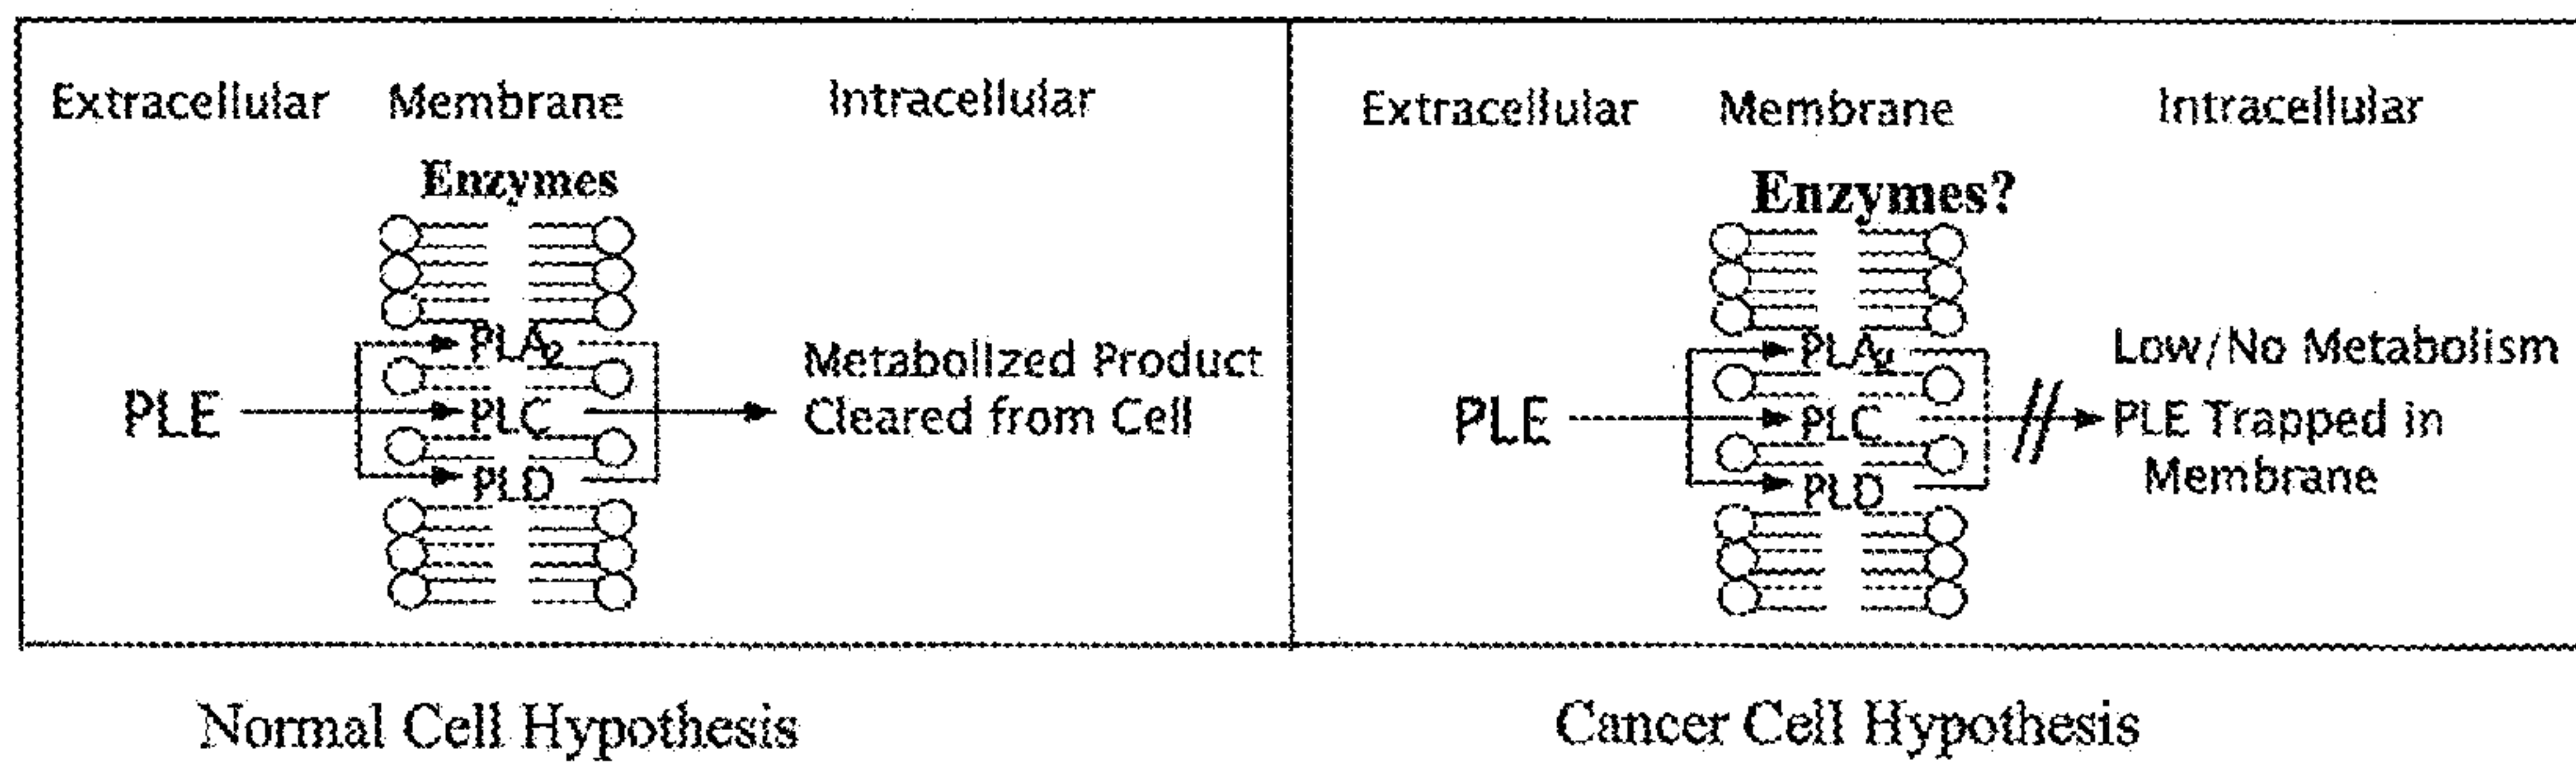 Extracellular Membrane Intracellular
Enzymes
PLA2
PLE PLC
PLD
Metabolized Product
Cleared from Cell
Normal Cell Hypothesis
Extracellular Membrane Intracellular
Enzymes?
PLA2
PLE PLC
PLD
Low/No Metabolism
PLE Trapped in
Membrane
Cancer Cell Hypothesis